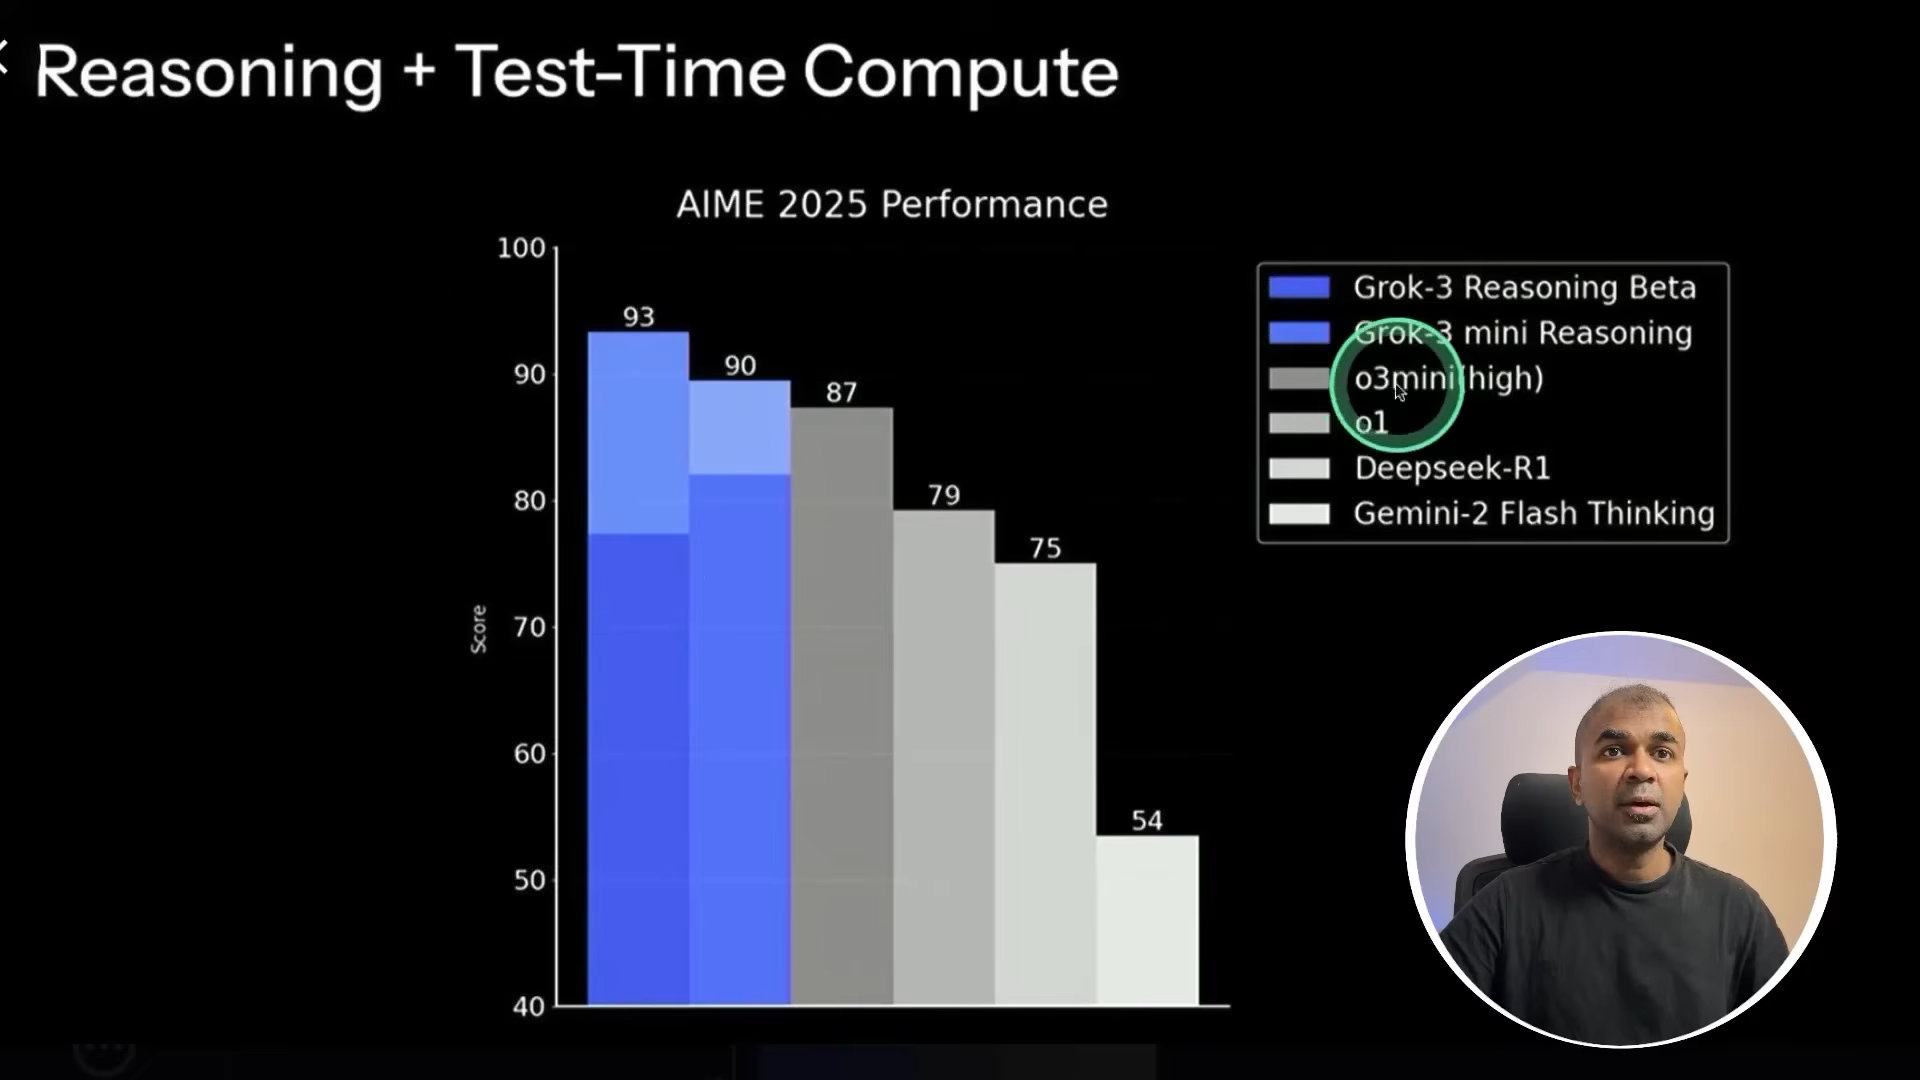 Reasoning + Test-Time Compute
AIME 2025 Performance
100
90
80
70
60
50
40
Score
93
90
87
79
75
54
Grok-3 Reasoning Beta
Grok-3 mini Reasoning
o3mini(high)
o1
Deepseek-R1
Gemini-2 Flash Thinking